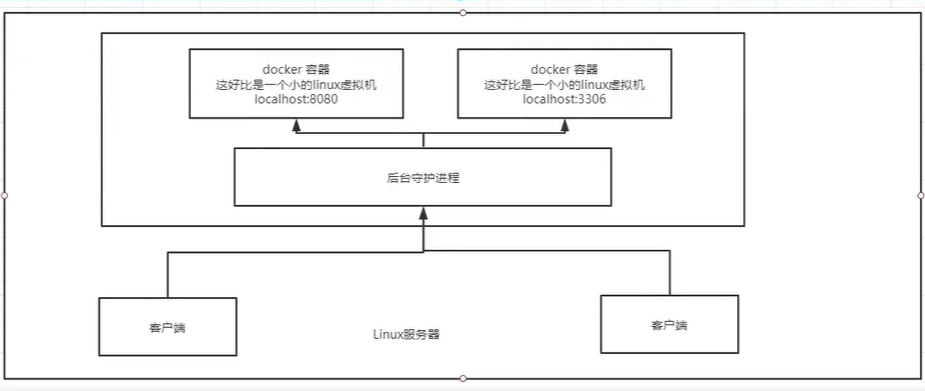 docker 容器
这好比是一个小的linux虚拟机
localhost:8080
docker 容器
这好比是一个小的linux虚拟机
localhost:3306
后台守护进程
客户端
Linux服务器
客户端